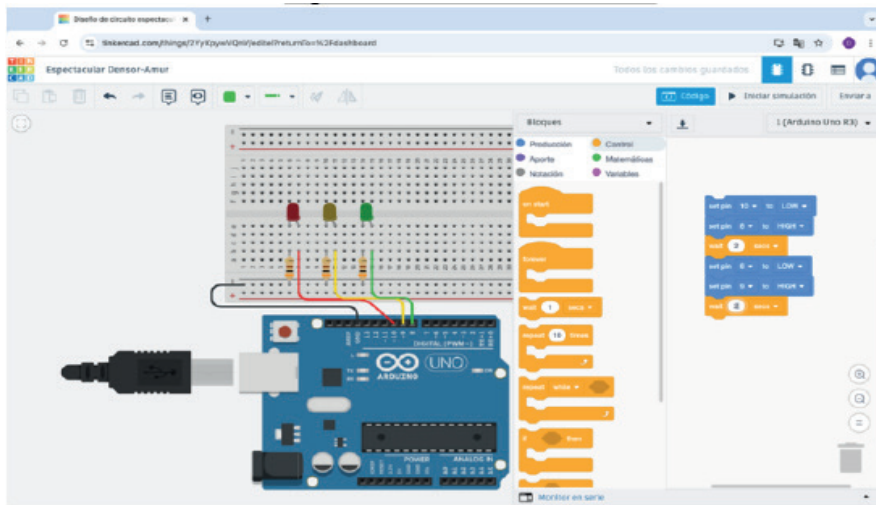 Diseño de circuito espectacul
tinkercad.com/things/
Espectacular Densor-Amur
Todos los cambios guardados
Código
Iniciar simulación
Enviar a
Bloques
1 (Arduino Uno R3)
Producción
Control
Aporte
Matemáticas
Notación
Variables
on start
forever
wait 1 secs
repeat 10 times
repeat while
if then
set pin 10 to LOW
set pin 8 to HIGH
wait 2 secs
set pin to LOW
set pin 9 to HIGH
wait 2 secs
DIGITAL (PWM~)
UNO
ARDUINO
POWER
ANALOG IN
Monitor en serie